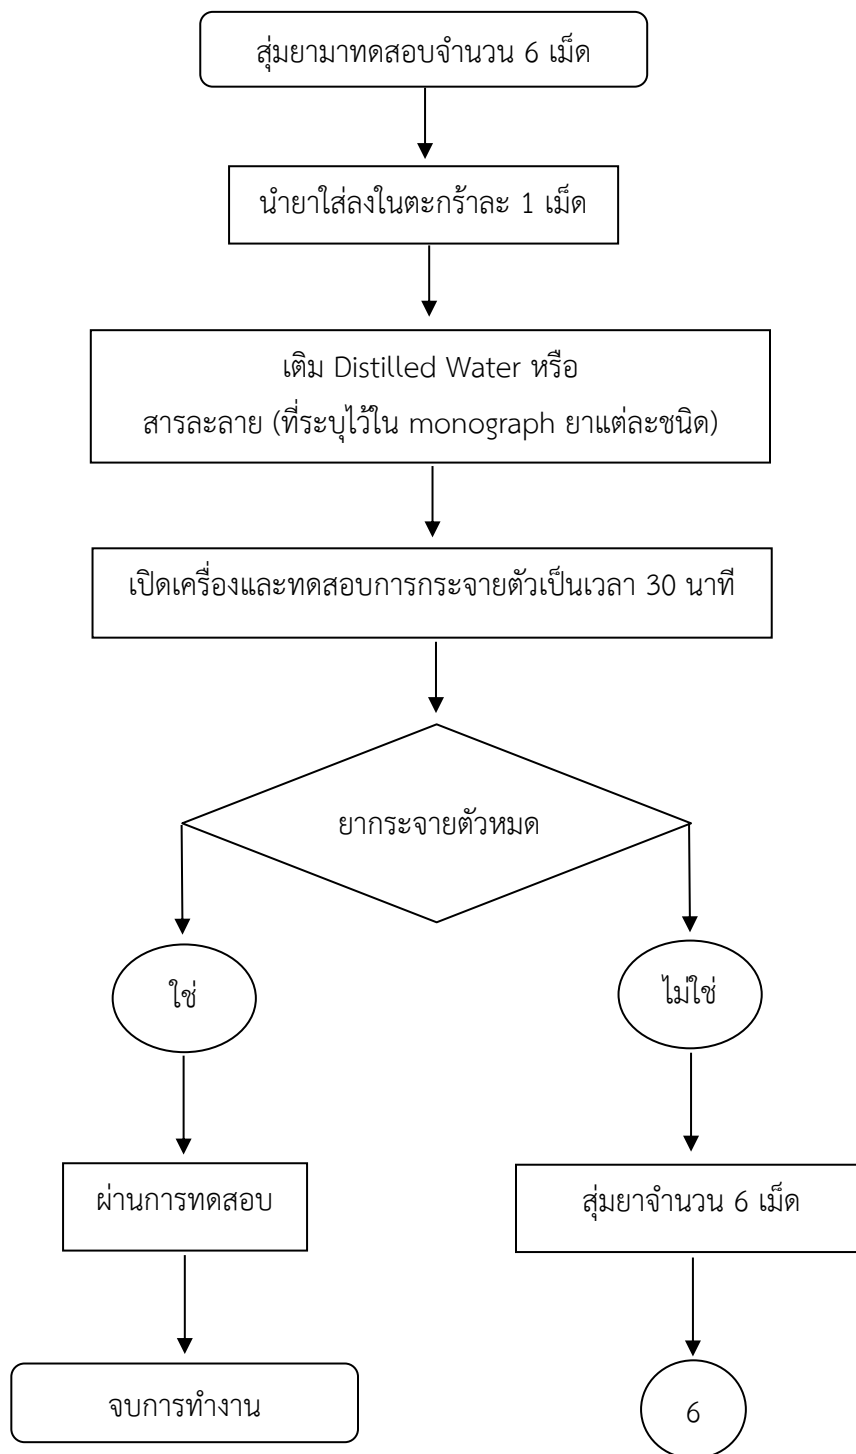 สุ่มยามาทดสอบจำนวน 6 เม็ด
นำยาใส่ลงในตะกร้าละ 1 เม็ด
เติม Distilled Water หรือ
สารละลาย (ที่ระบุไว้ใน monograph ยาแต่ละชนิด)
เปิดเครื่องและทดสอบการกระจายตัวเป็นเวลา 30 นาที
ยากระจายตัวหมด
ใช่
ไม่ใช่
ผ่านการทดสอบ
สุ่มยาจำนวน 6 เม็ด
จบการทำงาน
6